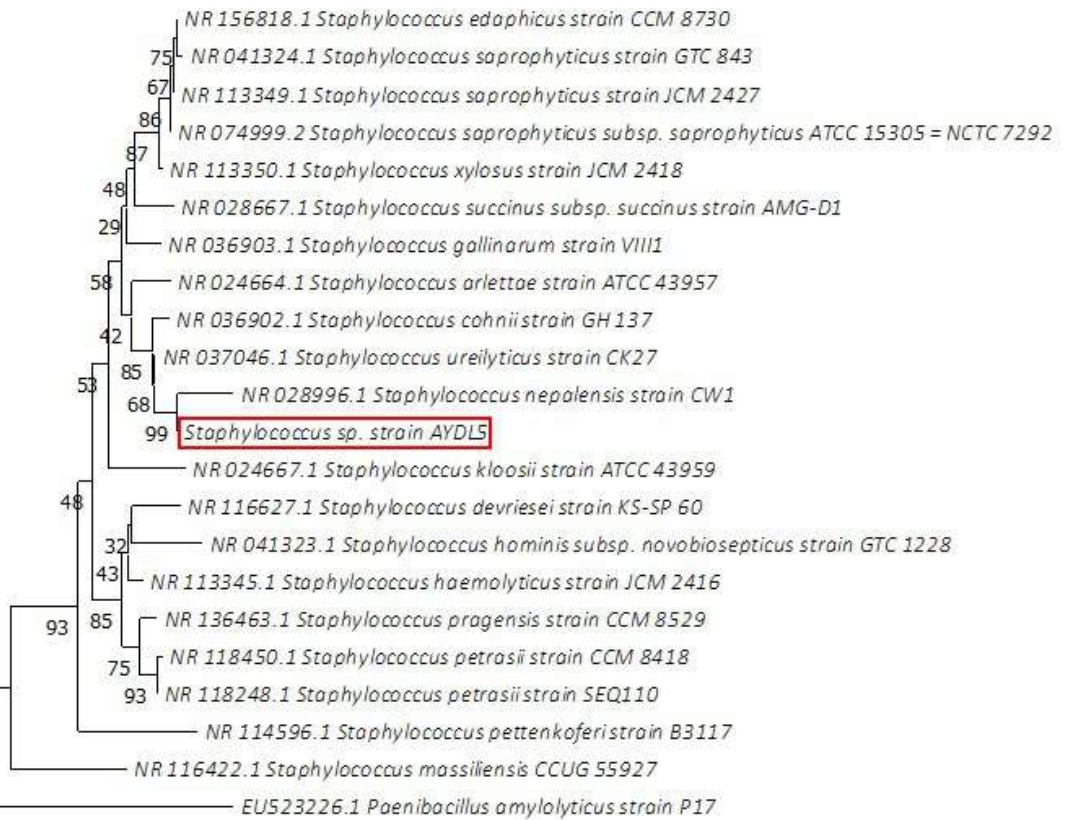 NR 156818.1 Staphylococcus edaphicus strain CCM 8730
NR 041324.1 Staphylococcus saprophyticus strain GTC 843
75
NR 113349.1 Staphylococcus saprophyticus strain JCM 2427
67
NR 074999.2 Staphylococcus saprophyticus subsp. saprophyticus ATCC 15305 = NCTC 7292
86
NR 113350.1 Staphylococcus xylosus strain JCM 2418
87
NR 028667.1 Staphylococcus succinus subsp. succinus strain AMG-D1
48
NR 036903.1 Staphylococcus gallinarum strain VIII1
29
NR 024664.1 Staphylococcus arlettae strain ATCC 43957
58
NR 036902.1 Staphylococcus cohnii strain GH 137
42
NR 037046.1 Staphylococcus ureilyticus strain CK27
85
NR 028996.1 Staphylococcus nepalensis strain CW1
53
68
Staphylococcus sp. strain AYDL5
99
NR 024667.1 Staphylococcus kloosii strain ATCC 43959
NR 116627.1 Staphylococcus devriesei strain KS-SP 60
48
NR 041323.1 Staphylococcus hominis subsp. novobiosepticus strain GTC 1228
32
NR 113345.1 Staphylococcus haemolyticus strain JCM 2416
43
NR 136463.1 Staphylococcus pragensis strain CCM 8529
93
85
NR 118450.1 Staphylococcus petrasii strain CCM 8418
75
NR 118248.1 Staphylococcus petrasii strain SEQ110
93
NR 114596.1 Staphylococcus pettenkoferi strain B3117
NR 116422.1 Staphylococcus massiliensis CCUG 55927
EU523226.1 Paenibacillus amylolyticus strain P17